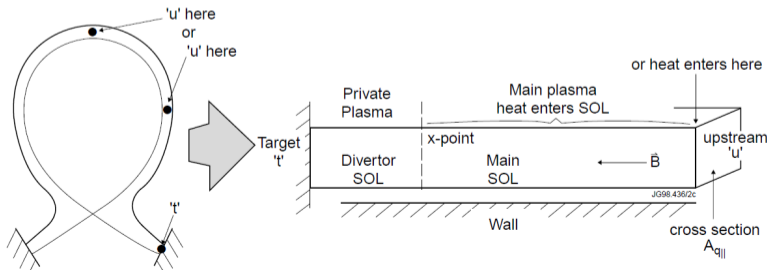 'u' here
or
'u' here
't'
Target
't'
Private
Plasma
Main plasma
heat enters SOL
or heat enters here
x-point
Divertor
SOL
Main
SOL
B
upstream
'u'
JG98.436/2c
Wall
cross section
Aq||